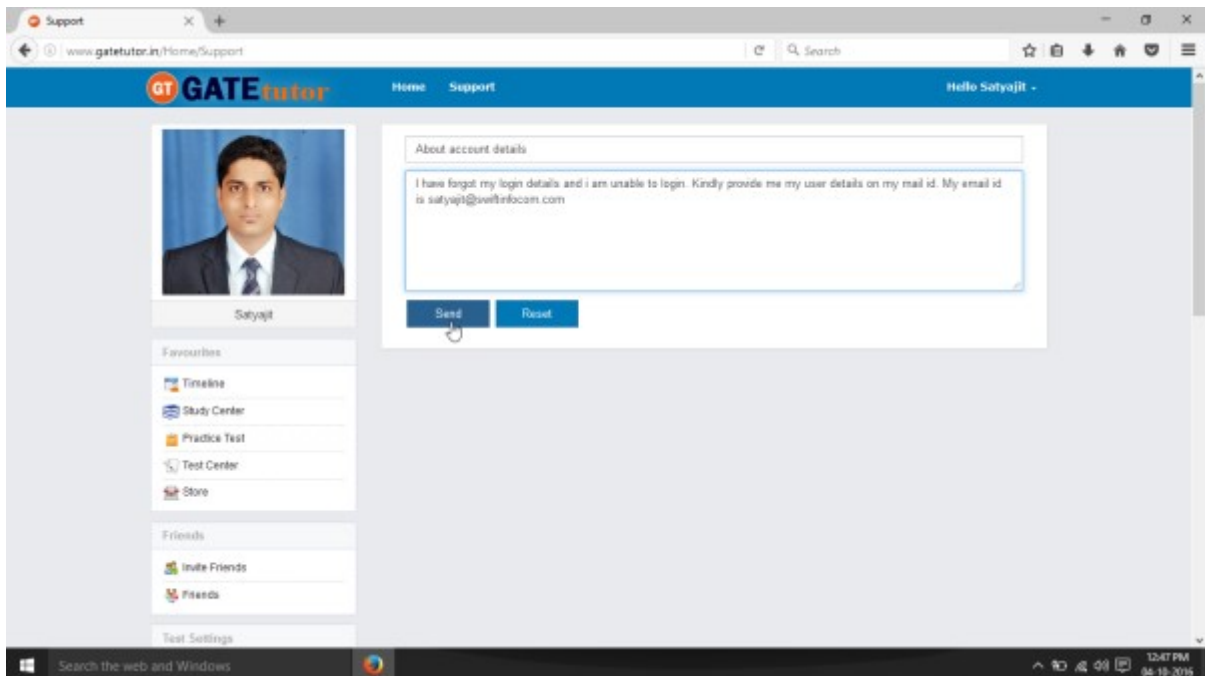 Support
www.gatetutor.in/Home/Support
Search
GT GATEtutor
Home Support
Hello Satyajit
About account details
I have forgot my login details and i am unable to login. Kindly provide me my user details on my mail id. My email id
is satyajit@swiftinfocom.com
Send Reset
Satyajit
Favourites
Timeline
Study Center
Practice Test
Test Center
Store
Friends
Invite Friends
Friends
Test Settings
Search the web and Windows
12:47 PM
04-10-2016